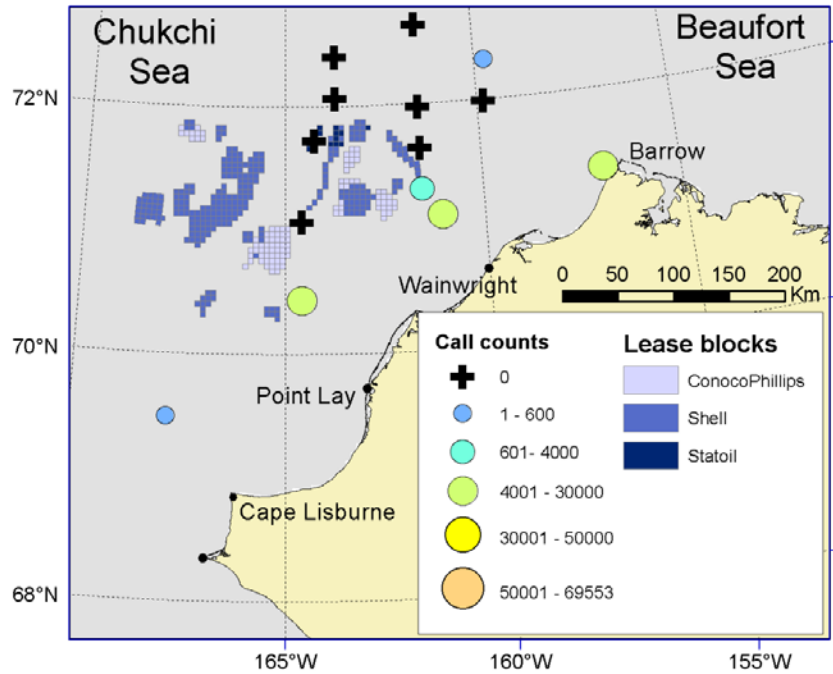 Chukchi
Sea
Beaufort
Sea
72°N
Barrow
Wainwright
0 50 100 150 200
Km
70°N
Point Lay
Cape Lisburne
68°N
Call counts
0
1 - 600
601- 4000
4001 - 30000
30001 - 50000
50001 - 69553
Lease blocks
ConocoPhillips
Shell
Statoil
165°W 160°W 155°W